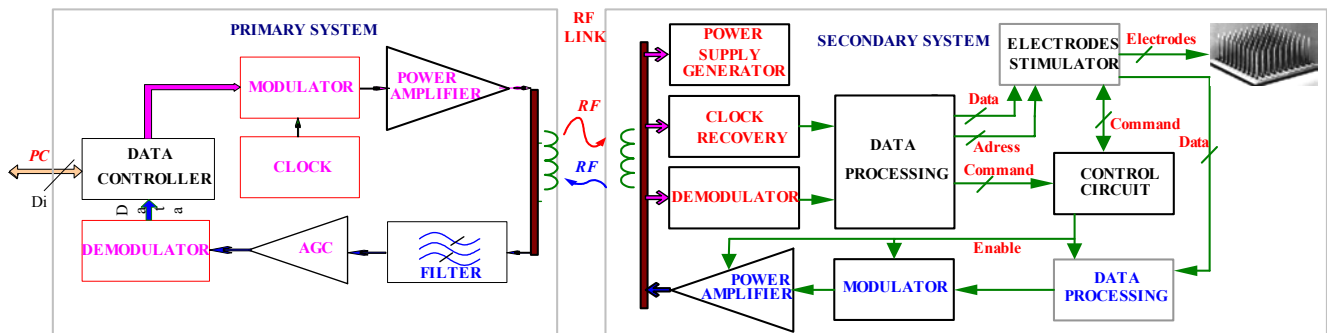 PRIMARY SYSTEM
PC
Di
DATA
CONTROLLER
D
a
t
a
MODULATOR
CLOCK
POWER
AMPLIFIER
DEMODULATOR
AGC
FILTER
RF
LINK
RF
RF
SECONDARY SYSTEM
POWER
SUPPLY
GENERATOR
CLOCK
RECOVERY
DEMODULATOR
DATA
PROCESSING
Data
Adress
Command
ELECTRODES
STIMULATOR
Electrodes
Command
Data
CONTROL
CIRCUIT
Enable
POWER
AMPLIFIER
MODULATOR
DATA
PROCESSING